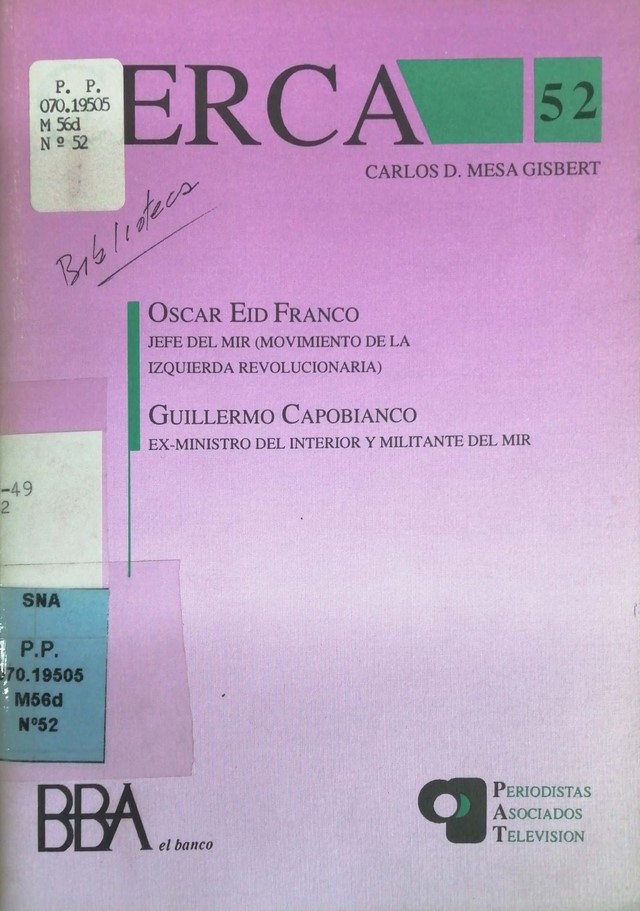 P. P.
070.19505
M 56d
Nº 52
ERCA
52
CARLOS D. MESA GISBERT
Biblioteca
OSCAR EID FRANCO
JEFE DEL MIR (MOVIMIENTO DE LA
IZQUIERDA REVOLUCIONARIA)
GUILLERMO CAPOBIANCO
EX-MINISTRO DEL INTERIOR Y MILITANTE DEL MIR
-49
2
SNA
P.P.
70.19505
M56d
Nº52
BBA el banco
PERIODISTAS
ASOCIADOS
TELEVISION